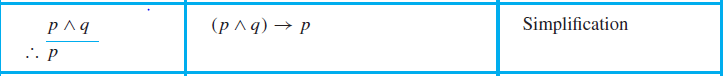 p ∧ q (p ∧ q) → p Simplification
∴ p